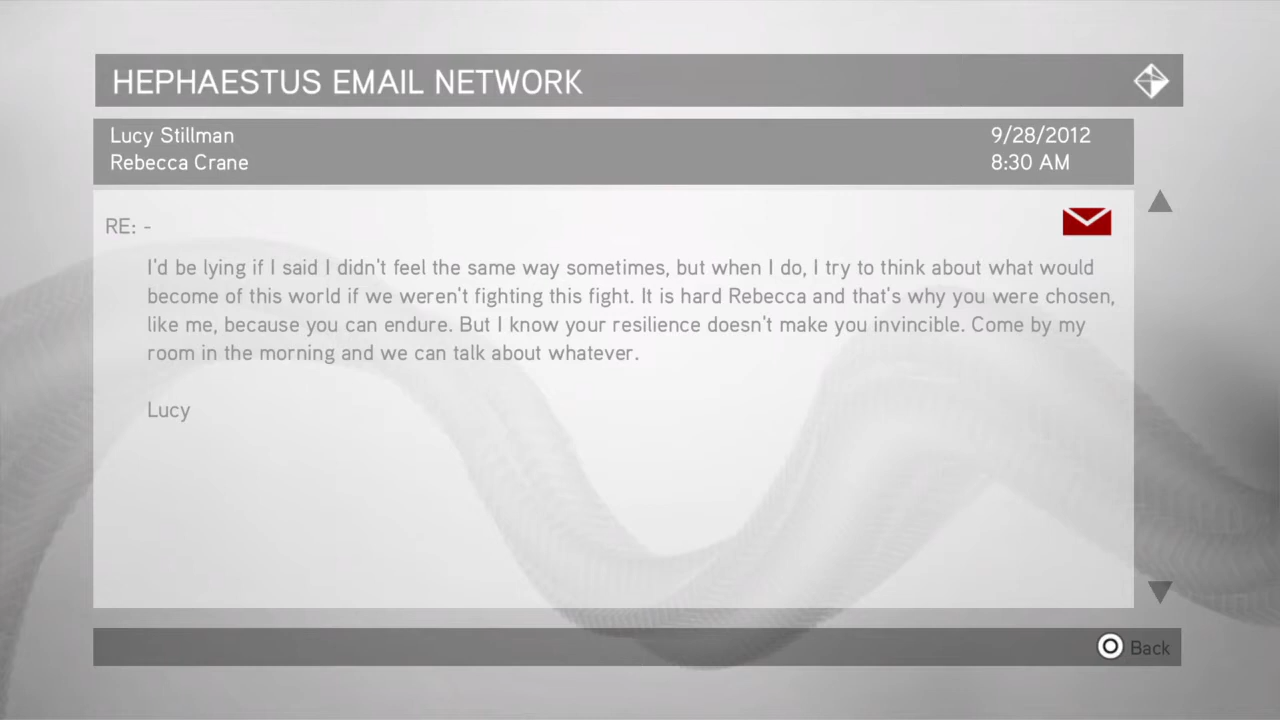 HEPHAESTUS EMAIL NETWORK
Lucy Stillman
9/28/2012
Rebecca Crane
8:30 AM
RE: -
I'd be lying if I said I didn't feel the same way sometimes, but when I do, I try to think about what would
become of this world if we weren't fighting this fight. It is hard Rebecca and that's why you were chosen,
like me, because you can endure. But I know your resilience doesn't make you invincible. Come by my
room in the morning and we can talk about whatever.
Lucy
Back